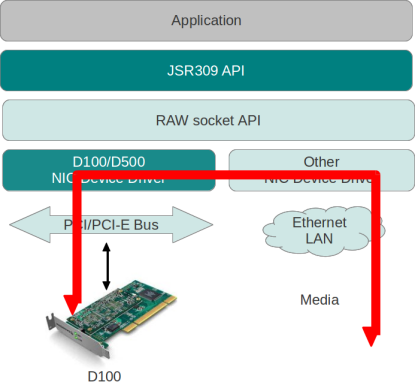 Application
JSR309 API
RAW socket API
D100/D500
NIC Device Driver
Other
NIC Device Driver
PCI/PCI-E Bus
Ethernet
LAN
Media
D100